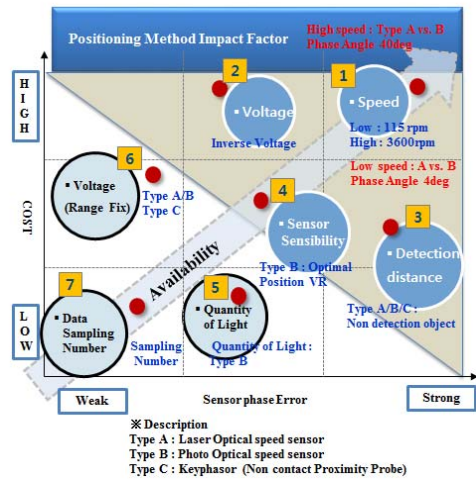 Positioning Method Impact Factor
High speed : Type A vs. B
Phase Angle 40deg
HIGH
2
▪ Voltage
Inverse Voltage
1
▪ Speed
Low : 115 rpm
High : 3600rpm
Low speed : A vs. B
Phase Angle 4deg
6
▪ Voltage
(Range Fix)
Type A/B
Type C
COST
4
▪ Sensor
Sensibility
Type B : Optimal
Position VR
3
▪ Detection
distance
Type A/B/C :
Non detection object
Availability
7
▪ Data
Sampling
Number
Sampling
Number
5
▪ Quantity
of Light
Quantity of Light :
Type B
LOW
Weak
Sensor phase Error
Strong
※ Description
Type A : Laser Optical speed sensor
Type B : Photo Optical speed sensor
Type C : Keyphasor (Non contact Proximity Probe)